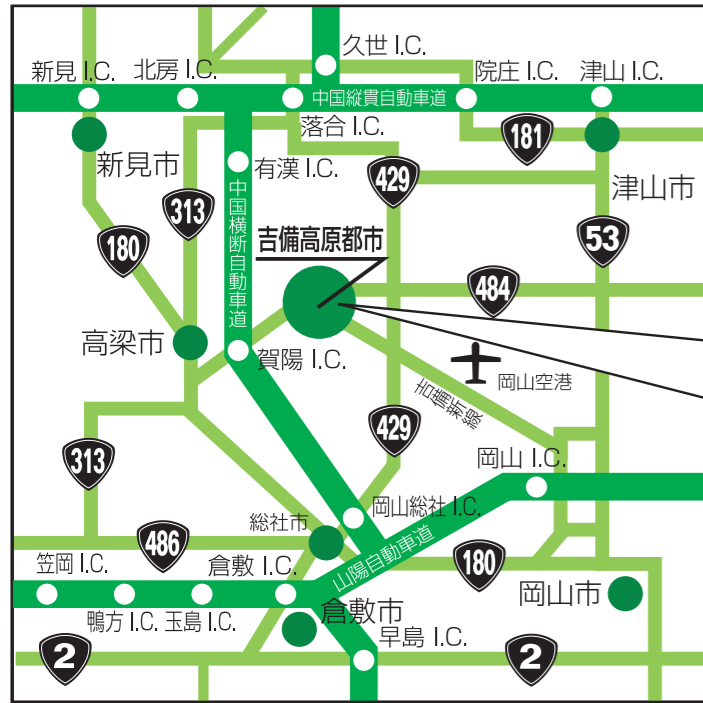 久世 I.C.
新見 I.C.
北房 I.C.
院庄 I.C.
津山 I.C.
中国縦貫自動車道
落合 I.C.
181
新見市
有漢 I.C.
429
津山市
313
中国横断自動車道
吉備高原都市
53
180
484
高梁市
賀陽 I.C.
岡山空港
吉備新線
429
313
岡山 I.C.
岡山総社 I.C.
総社市
486
山陽自動車道
180
笠岡 I.C.
倉敷 I.C.
岡山市
鴨方 I.C.
玉島 I.C.
倉敷市
早島 I.C.
2
2